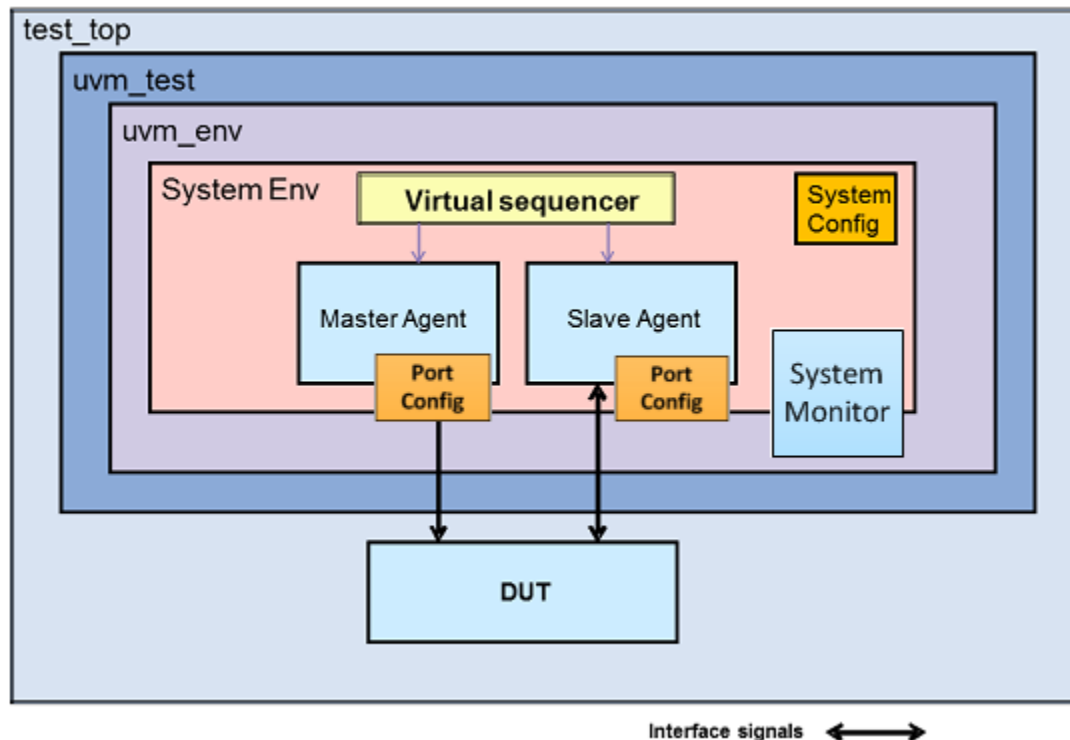 test_top
uvm_test
uvm_env
System Env
Virtual sequencer
System
Config
Master Agent
Slave Agent
Port
Config
Port
Config
System
Monitor
DUT
Interface signals